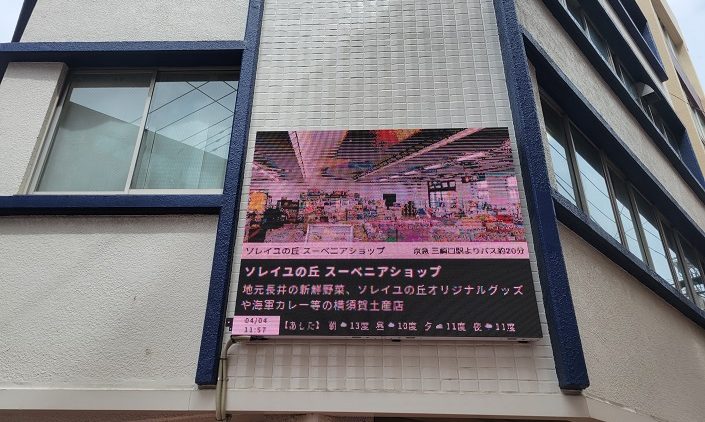 ソレイユの丘 スーベニアショップ 京急 三崎口駅よりバス約20分
ソレイユの丘 スーベニアショップ
地元長井の新鮮野菜、ソレイユの丘オリジナルグッズ
や海軍カレー等の横須賀土産店
04/04
11:57
【あした】 朝 13度 昼 10度 夕 11度 夜 11度